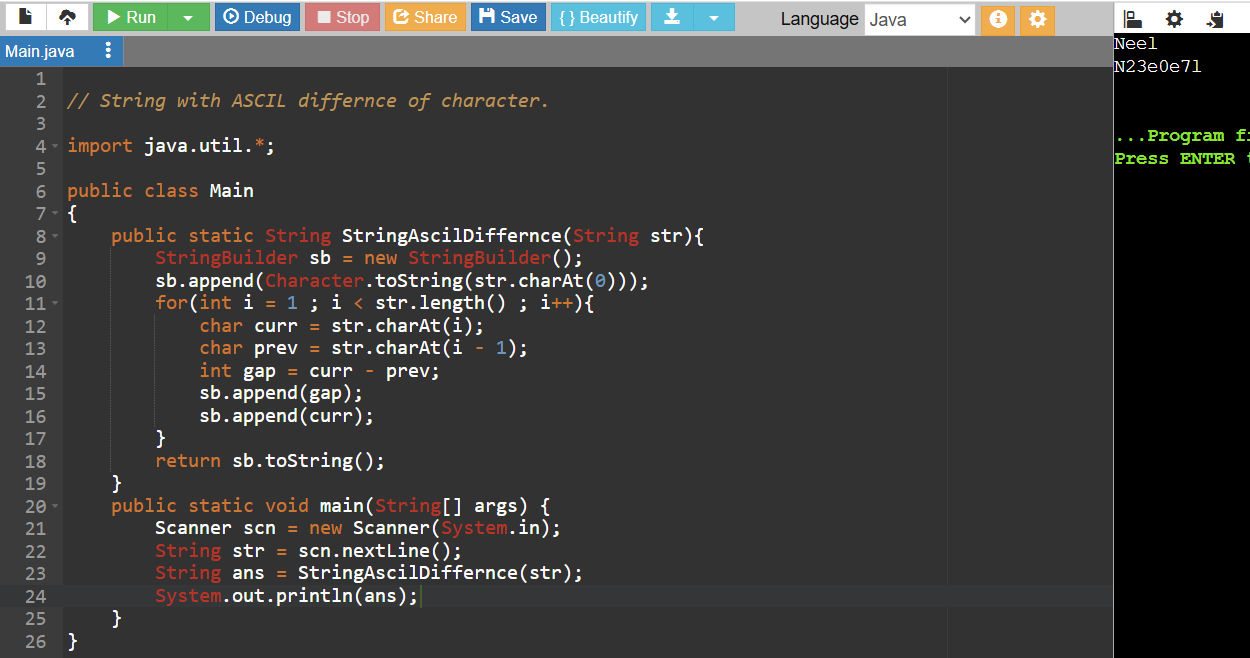 Run Debug Stop Share Save { } Beautify Language Java
Main.java
1
2 // String with ASCIL differnce of character.
3
4 import java.util.*;
5
6 public class Main
7 {
8 public static String StringAscilDiffernce(String str){
9 StringBuilder sb = new StringBuilder();
10 sb.append(Character.toString(str.charAt(0)));
11 for(int i = 1 ; i < str.length() ; i++){
12 char curr = str.charAt(i);
13 char prev = str.charAt(i - 1);
14 int gap = curr - prev;
15 sb.append(gap);
16 sb.append(curr);
17 }
18 return sb.toString();
19 }
20 public static void main(String[] args) {
21 Scanner scn = new Scanner(System.in);
22 String str = scn.nextLine();
23 String ans = StringAscilDiffernce(str);
24 System.out.println(ans);
25 }
26 }
Neel
N23e0e7l
...Program
Press ENTER